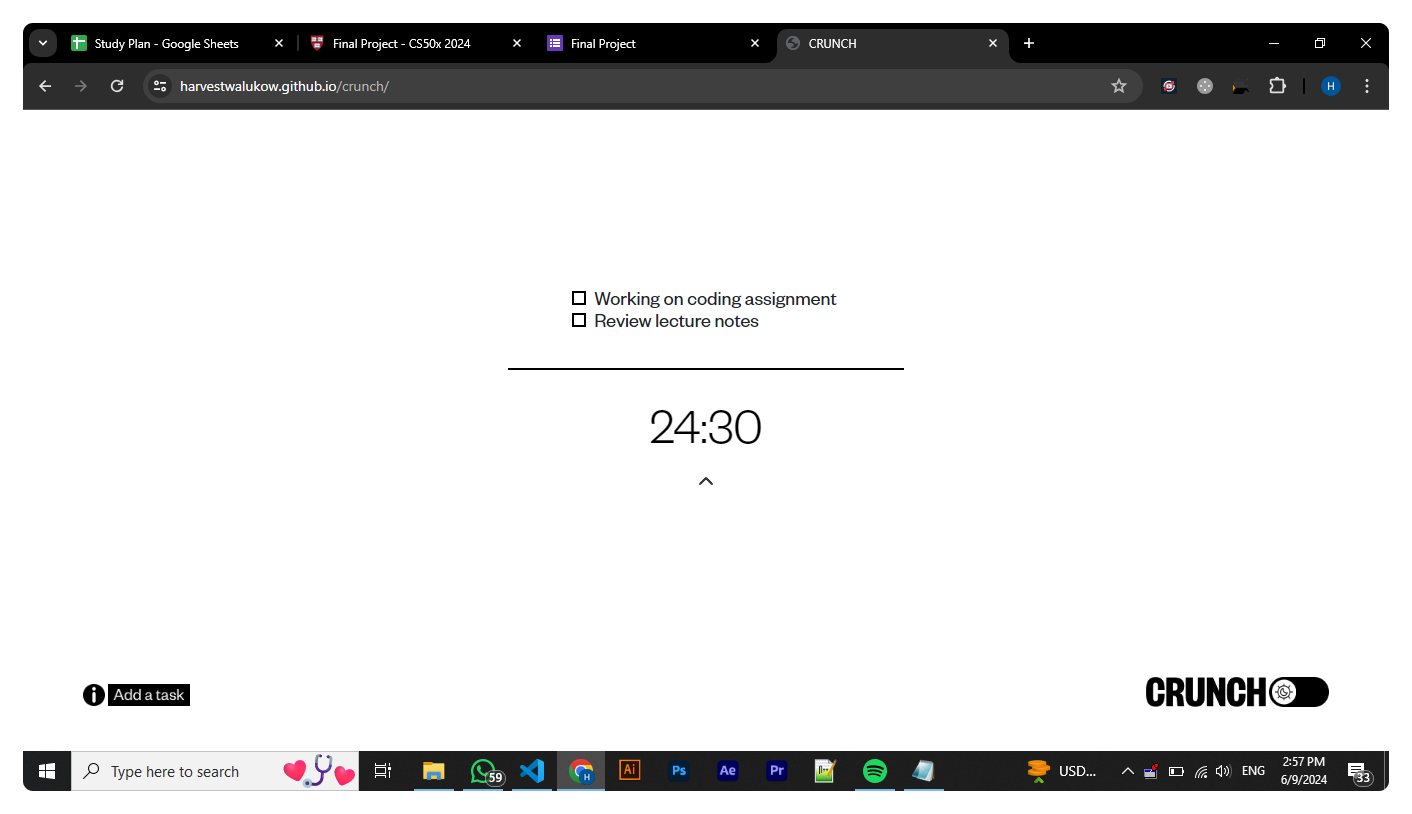 Study Plan - Google Sheets
Final Project - CS50x 2024
Final Project
CRUNCH
harvestwalukow.github.io/crunch/
H
Working on coding assignment
Review lecture notes
24:30
Add a task
CRUNCH
Type here to search
59
H
Ai
Ps
Ae
Pr
USD...
ENG
2:57 PM
6/9/2024
33